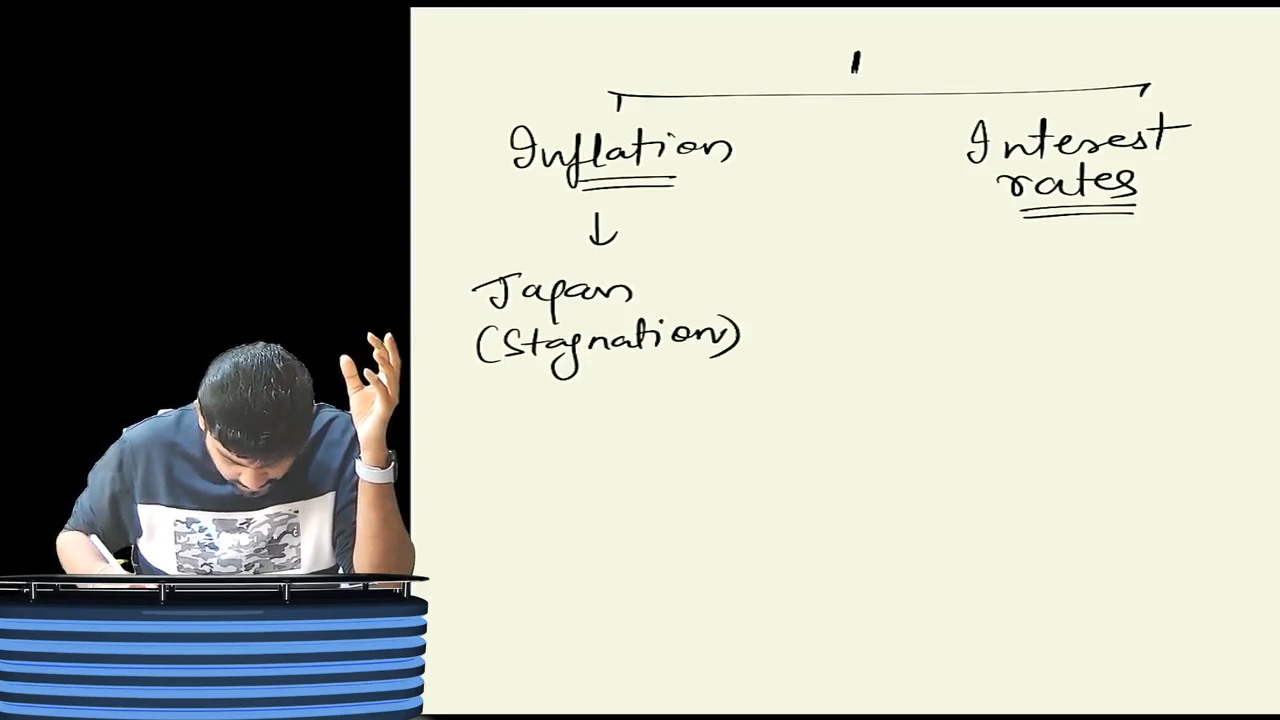 Inflation
Interest
rates
↓
Japan
(Stagnation)